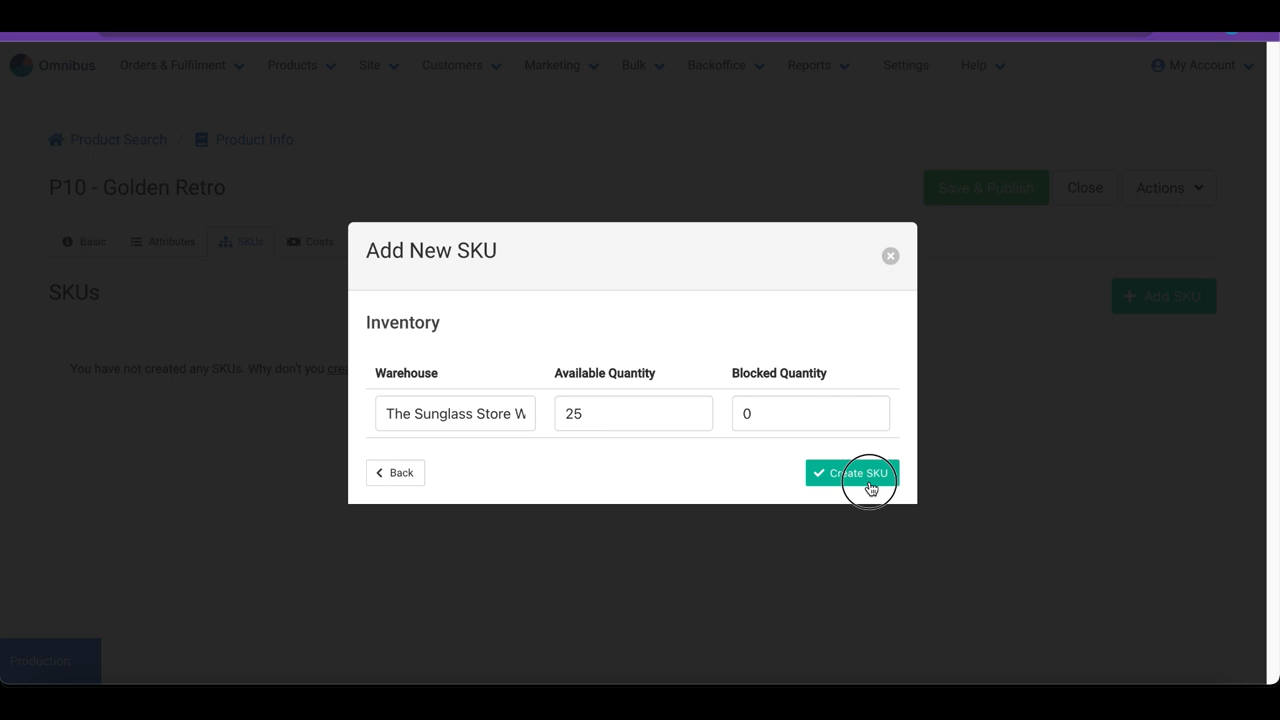 Omnibus Orders & Fulfilment Products Site Customers Marketing Bulk Backoffice Reports Settings Help My Account
Product Search / Product Info
P10 - Golden Retro Save & Publish Close Actions
Basic Attributes SKUs Costs
SKUs + Add SKU
You have not created any SKUs. Why don't you
Add New SKU
Inventory
Warehouse Available Quantity Blocked Quantity
The Sunglass Store W 25 0
Back Create SKU
Production